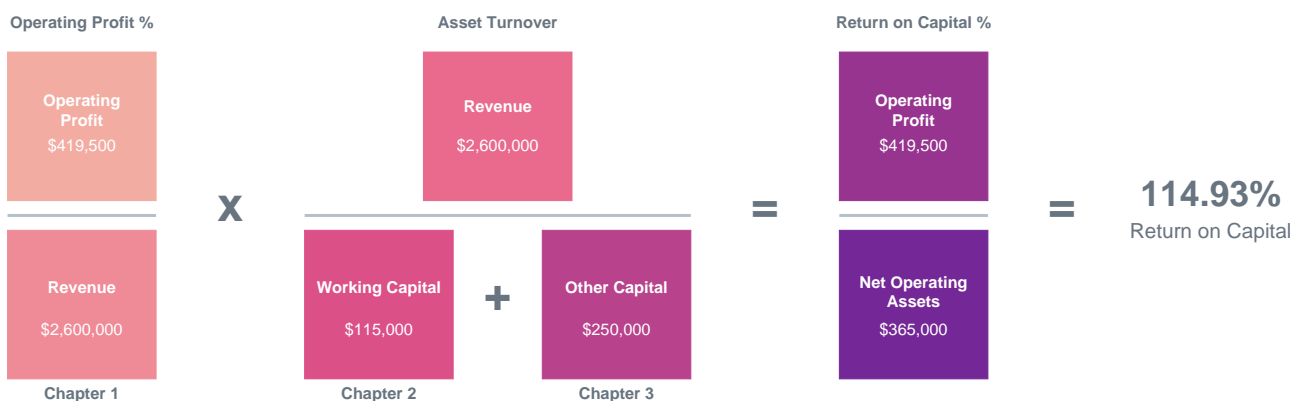 Operating Profit %
Asset Turnover
Return on Capital %
Operating
Profit
$419,500
Revenue
$2,600,000
Operating
Profit
$419,500
X
=
=
114.93%
Return on Capital
Revenue
$2,600,000
Working Capital
$115,000
+
Other Capital
$250,000
Net Operating
Assets
$365,000
Chapter 1
Chapter 2
Chapter 3